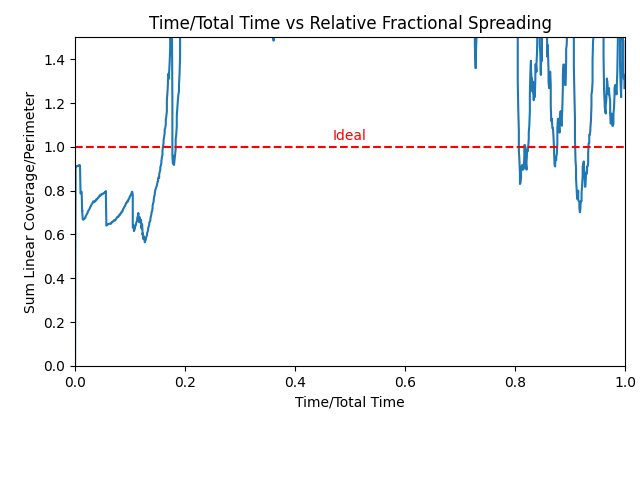 Time/Total Time vs Relative Fractional Spreading
Sum Linear Coverage/Perimeter
1.4
1.2
1.0
0.8
0.6
0.4
0.2
0.0
Ideal
0.0 0.2 0.4 0.6 0.8 1.0
Time/Total Time